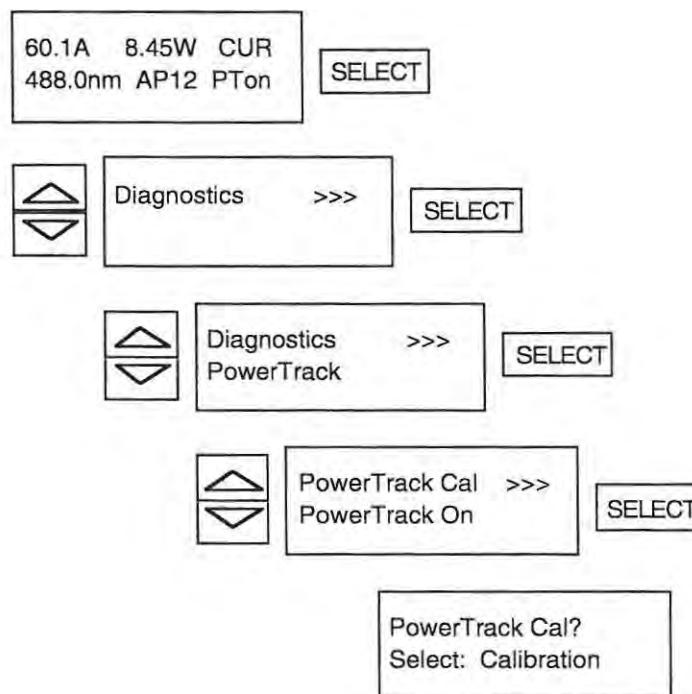 60.1A 8.45W CUR
488.0nm AP12 PTon
SELECT
Diagnostics >>>
SELECT
Diagnostics >>>
PowerTrack
SELECT
PowerTrack Cal >>>
PowerTrack On
SELECT
PowerTrack Cal?
Select: Calibration